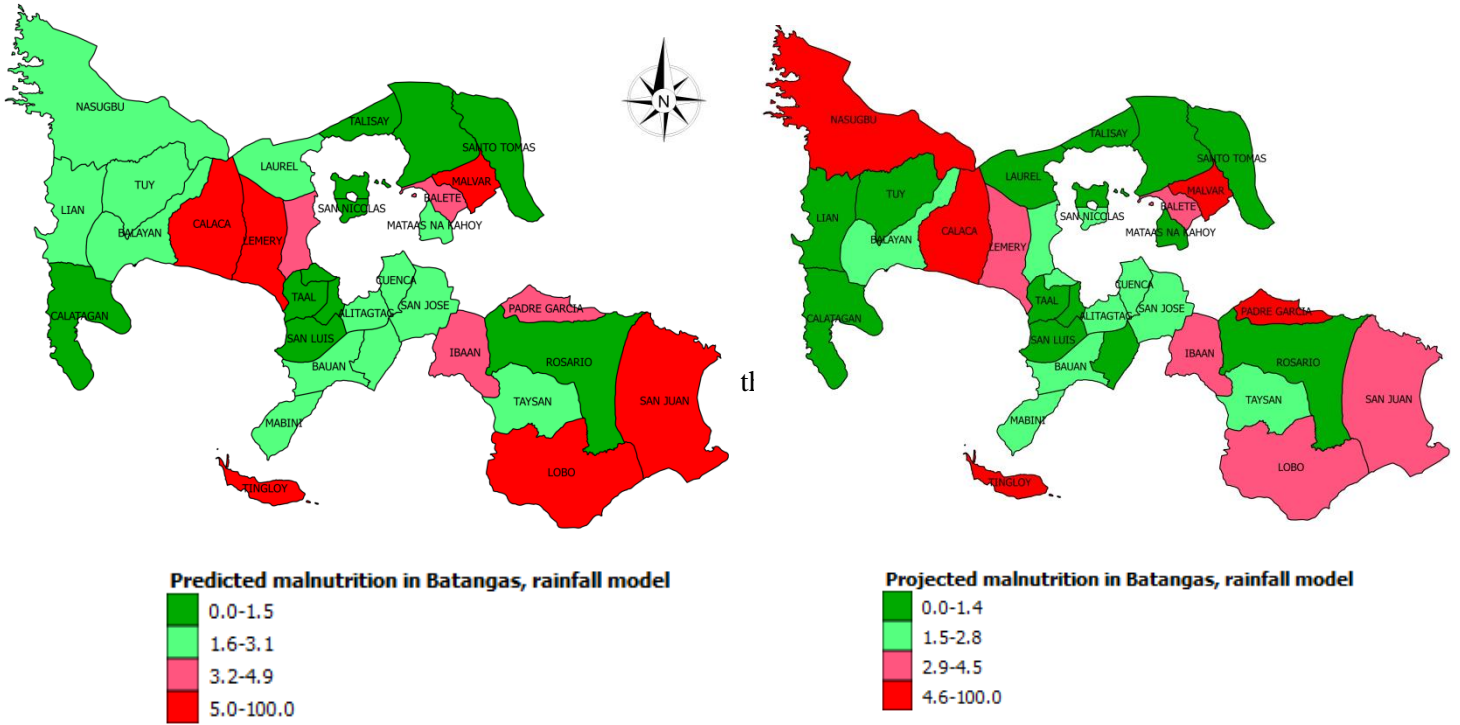 NASUGBU
TALISAY
SANTO TOMAS
LAUREL
TUY
MALVAR
BALETE
LIAN
SAN NICOLAS
MATAAS NA KAHOY
BALAYAN
CALACA
LEMERY
CUENCA
TAAL
SAN JOSE
CALATAGAN
ALITAGTAG
PADRE GARCIA
SAN LUIS
IBAAN
ROSARIO
BAUAN
TAYSAN
SAN JUAN
MABINI
LOBO
TINGLOY
N
Predicted malnutrition in Batangas, rainfall model
0.0-1.5
1.6-3.1
3.2-4.9
5.0-100.0
NASUGBU
TALISAY
SANTO TOMAS
LAUREL
TUY
MALVAR
BALETE
LIAN
SAN NICOLAS
MATAAS NA KAHOY
BALAYAN
CALACA
LEMERY
CUENCA
TAAL
SAN JOSE
CALATAGAN
ALITAGTAG
PADRE GARCIA
SAN LUIS
IBAAN
ROSARIO
BAUAN
TAYSAN
SAN JUAN
MABINI
LOBO
TINGLOY
Projected malnutrition in Batangas, rainfall model
0.0-1.4
1.5-2.8
2.9-4.5
4.6-100.0